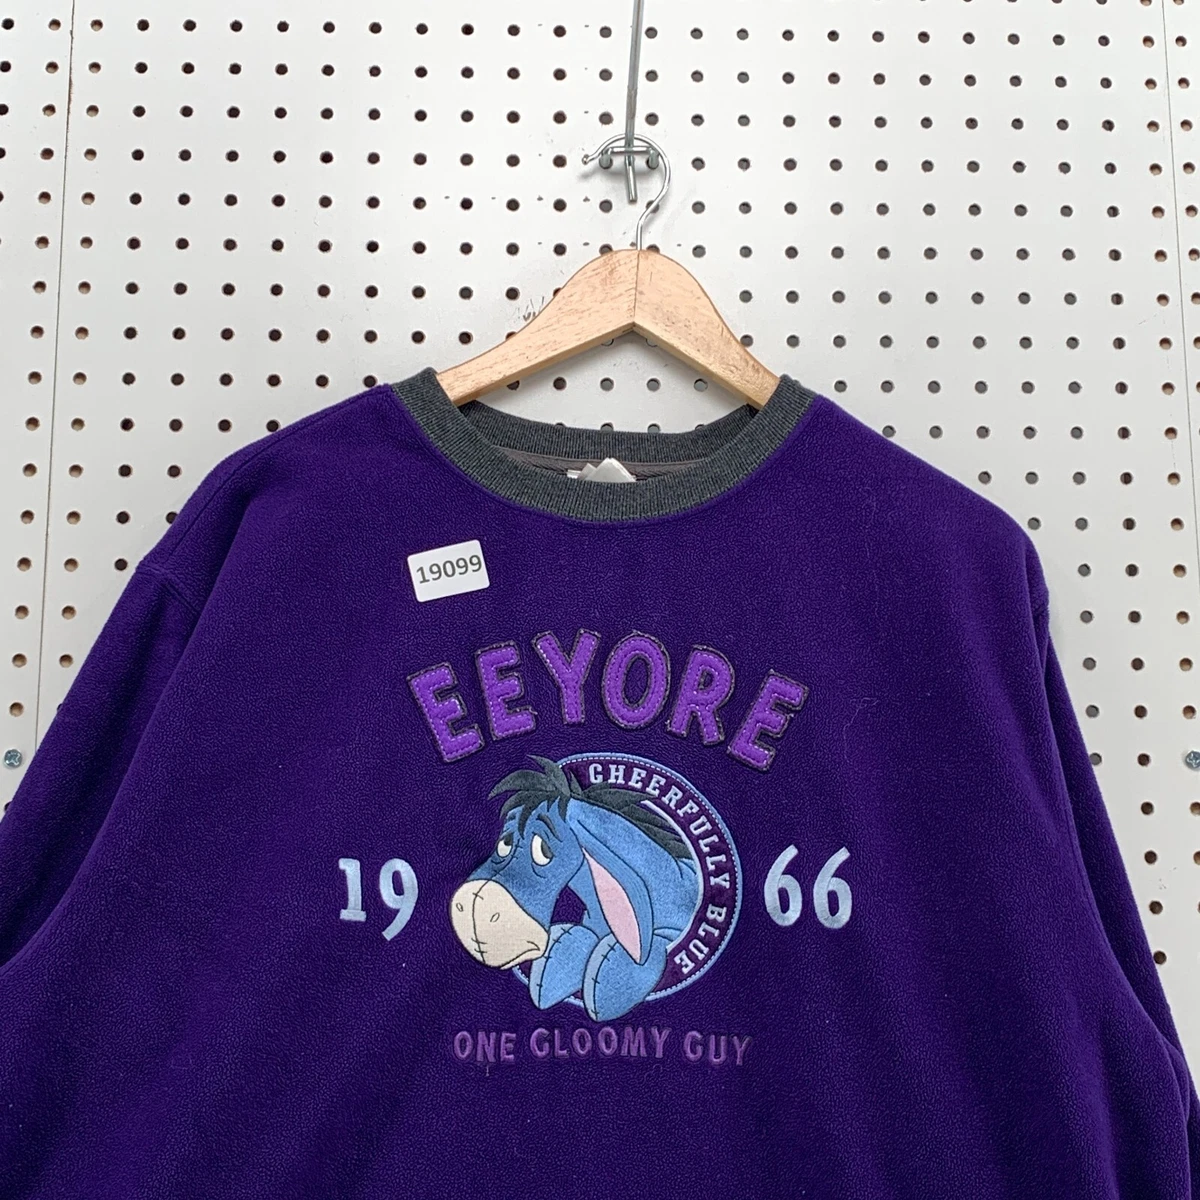 19099
EEYORE
CHEERFULLY BLUE
19 66
ONE GLOOMY GUY